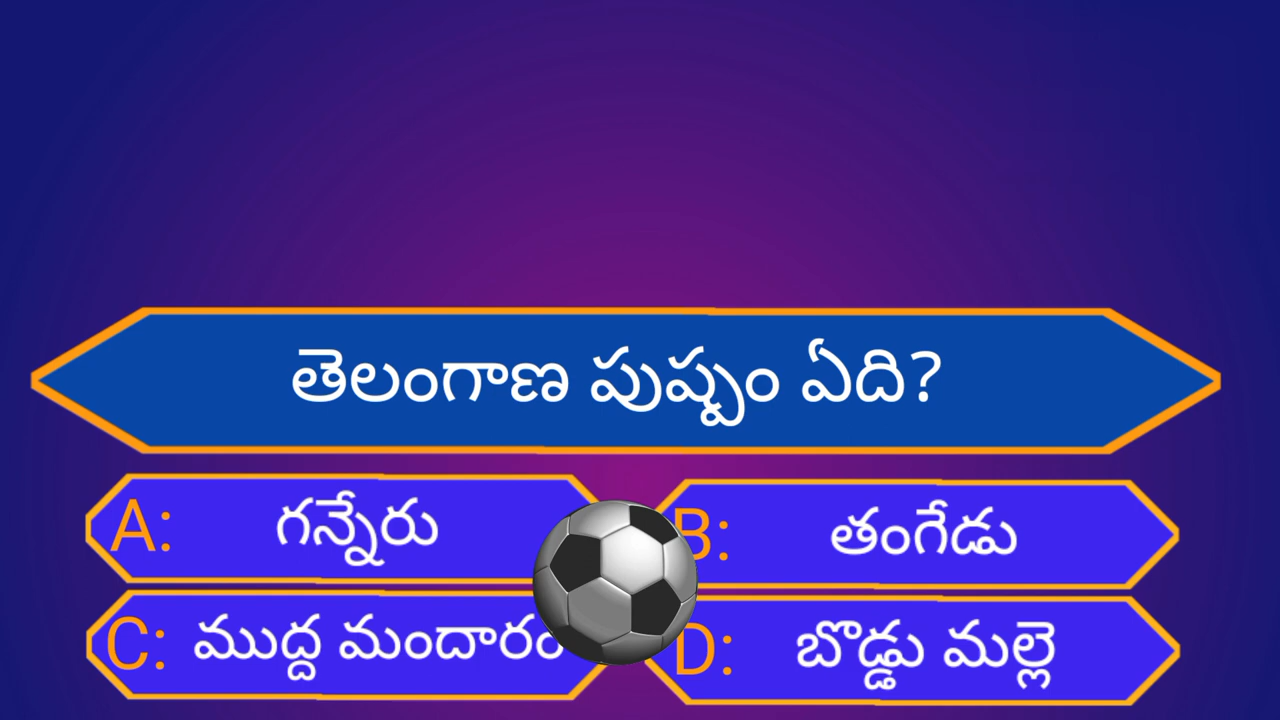 తెలంగాణ పుష్పం ఏది?
A: గన్నేరు
B: తంగేడు
C: ముద్ద మందారం
D: బొడ్డు మల్లె